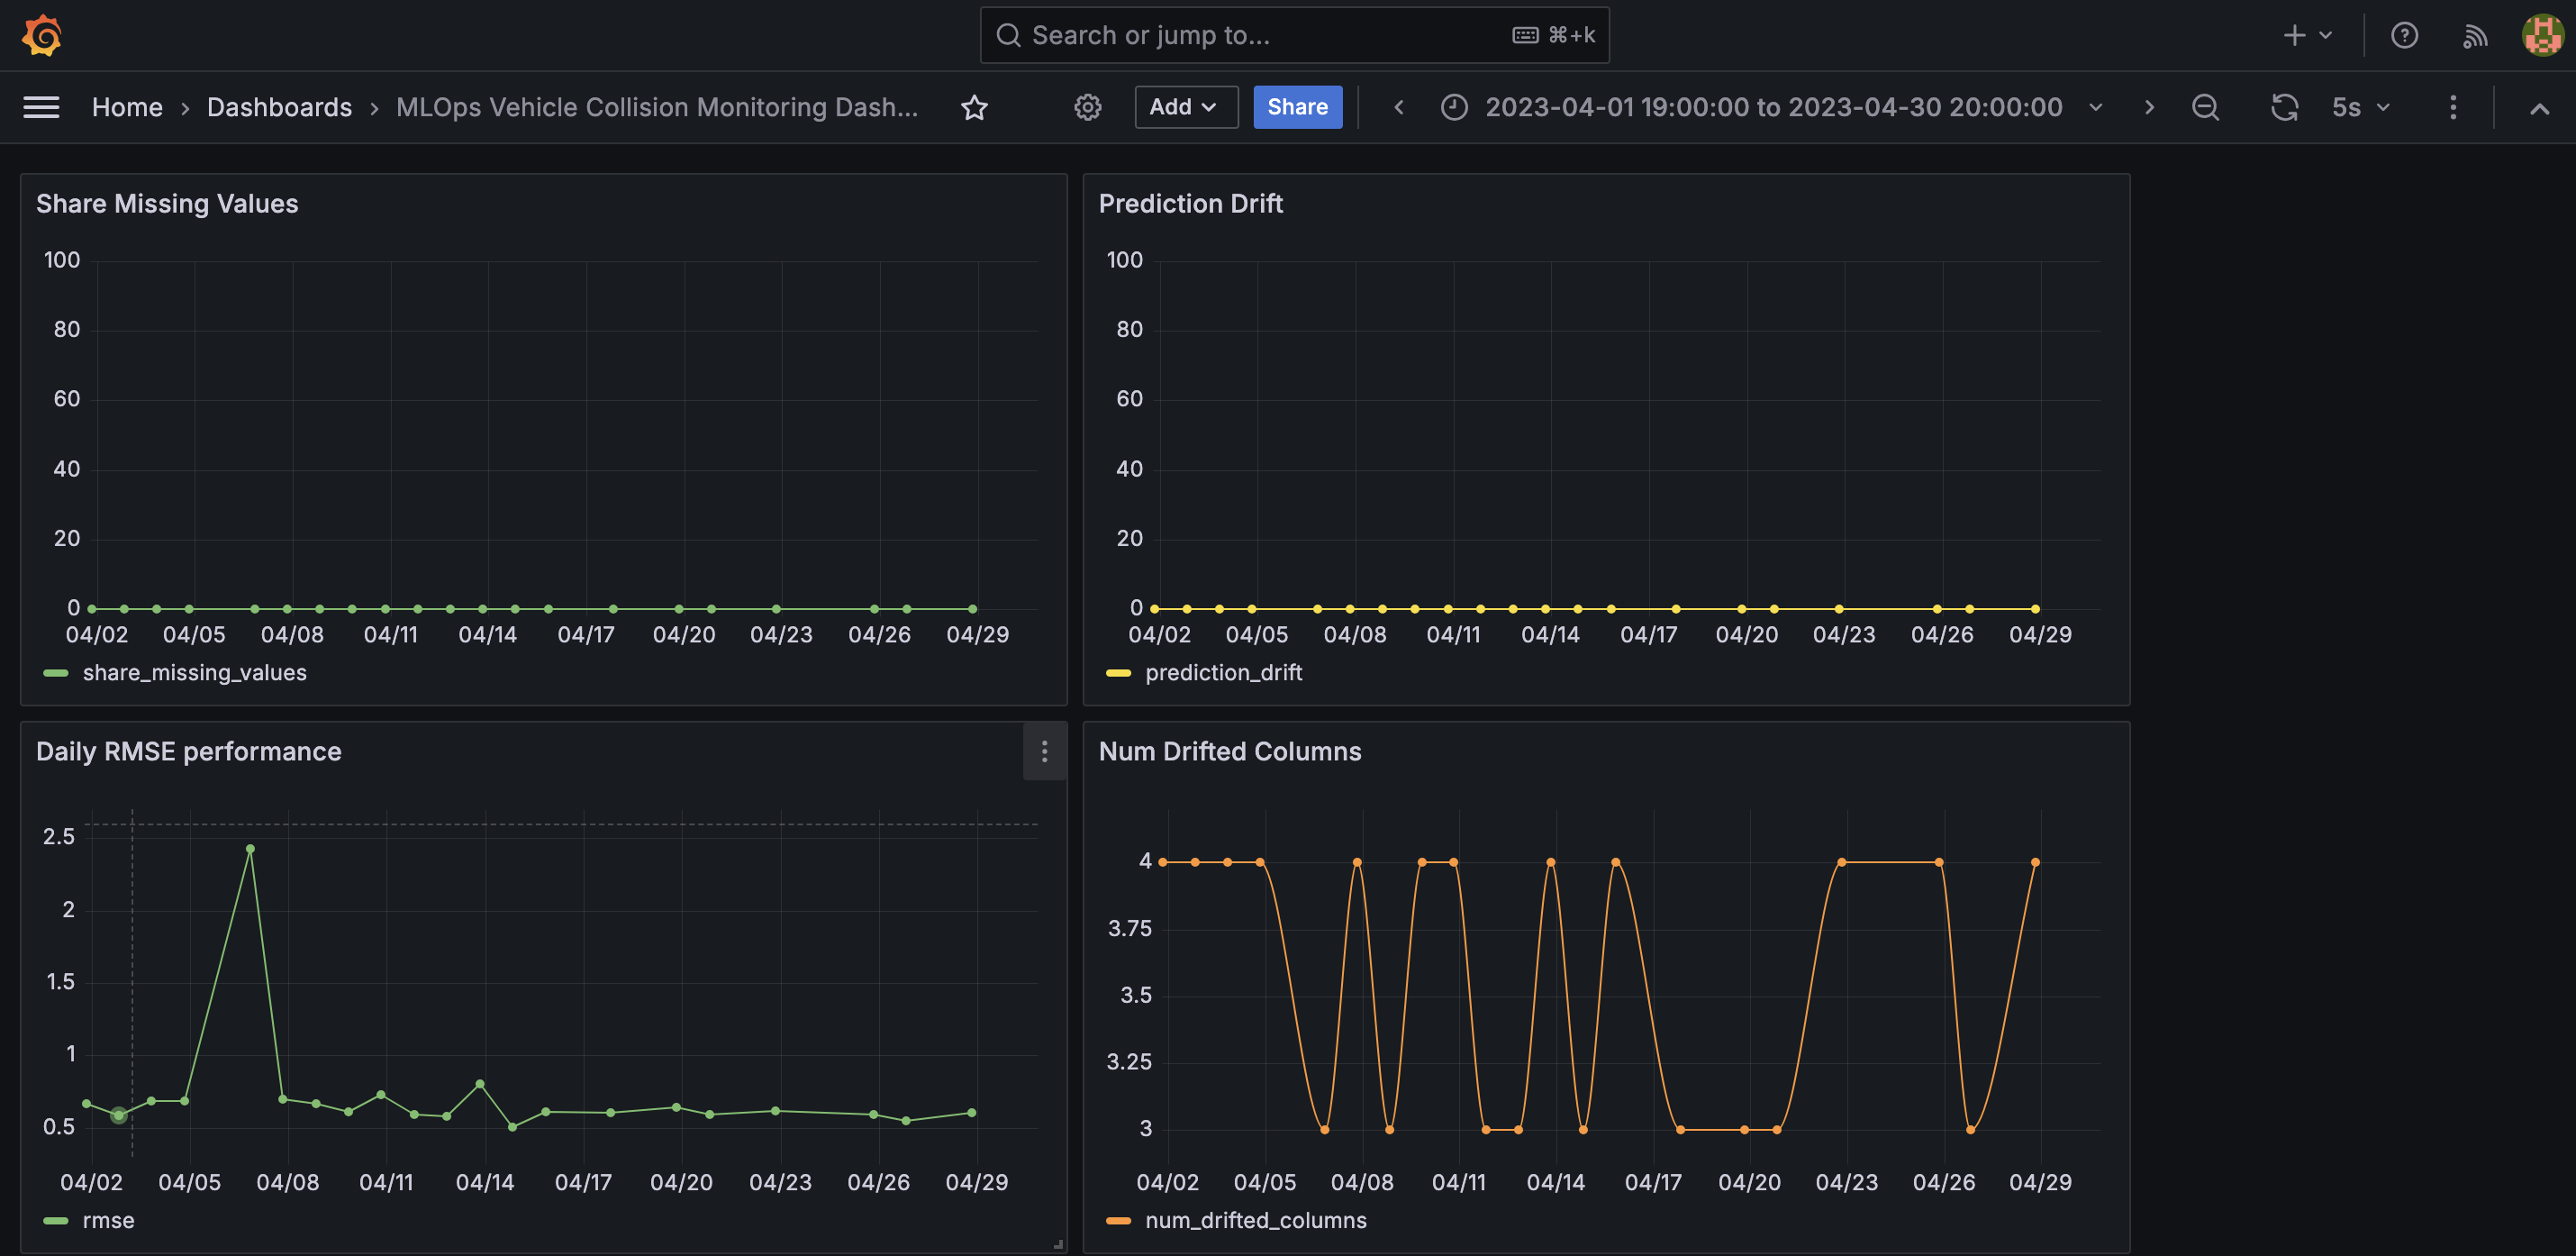 Search or jump to... ⌘+k
Home › Dashboards › MLOps Vehicle Collision Monitoring Dash... Add Share 2023-04-01 19:00:00 to 2023-04-30 20:00:00 5s
Share Missing Values
100
80
60
40
20
0
04/02 04/05 04/08 04/11 04/14 04/17 04/20 04/23 04/26 04/29
share_missing_values
Prediction Drift
100
80
60
40
20
0
04/02 04/05 04/08 04/11 04/14 04/17 04/20 04/23 04/26 04/29
prediction_drift
Daily RMSE performance
2.5
2
1.5
1
0.5
04/02 04/05 04/08 04/11 04/14 04/17 04/20 04/23 04/26 04/29
rmse
Num Drifted Columns
4
3.75
3.5
3.25
3
04/02 04/05 04/08 04/11 04/14 04/17 04/20 04/23 04/26 04/29
num_drifted_columns